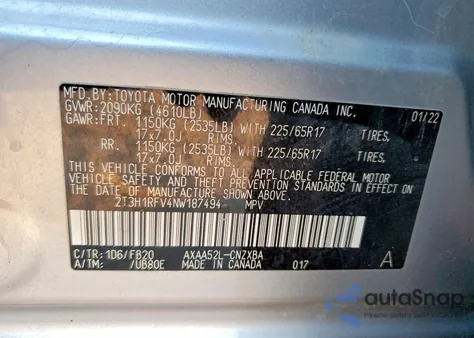 MFD. BY: TOYOTA MOTOR MANUFACTURING CANADA INC.
GVWR: 2090KG (4610LB) 01/22
GAWR: FRT. 1150KG (2535LB) WITH 225/65R17 TIRES.
17x7.0J RIMS.
RR. 1150KG (2535LB) WITH 225/65R17 TIRES.
17x7.0J RIMS.
THIS VEHICLE CONFORMS TO ALL APPLICABLE FEDERAL MOTOR
VEHICLE SAFETY AND THEFT PREVENTION STANDARDS IN EFFECT ON
THE DATE OF MANUFACTURE SHOWN ABOVE.
2T3H1RFV4NW187494 MPV
C/TR: 1D6/FB20 AXAA52L-CNZXBA
A/TM: /UB80E MADE IN CANADA 017 A
autoSnap